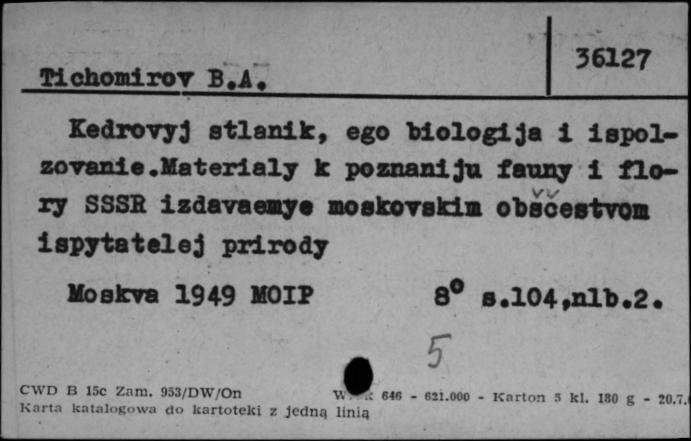 36127
Tichomirov B.A.
Kedrovyj stlanik, ego biologija i ispol-
zovanie.Materialy k poznaniju fauny i flo-
ry SSSR izdavaemye moskovskim obščestvom
ispytatelej prirody
Moskva 1949 MOIP 8° s.104,nlb.2.
5
CWD B 15c Zam. 953/DW/On 646 - 621.000 - Karton 5 kl. 180 g - 20.7.
Karta katalogowa do kartoteki z jedną linią